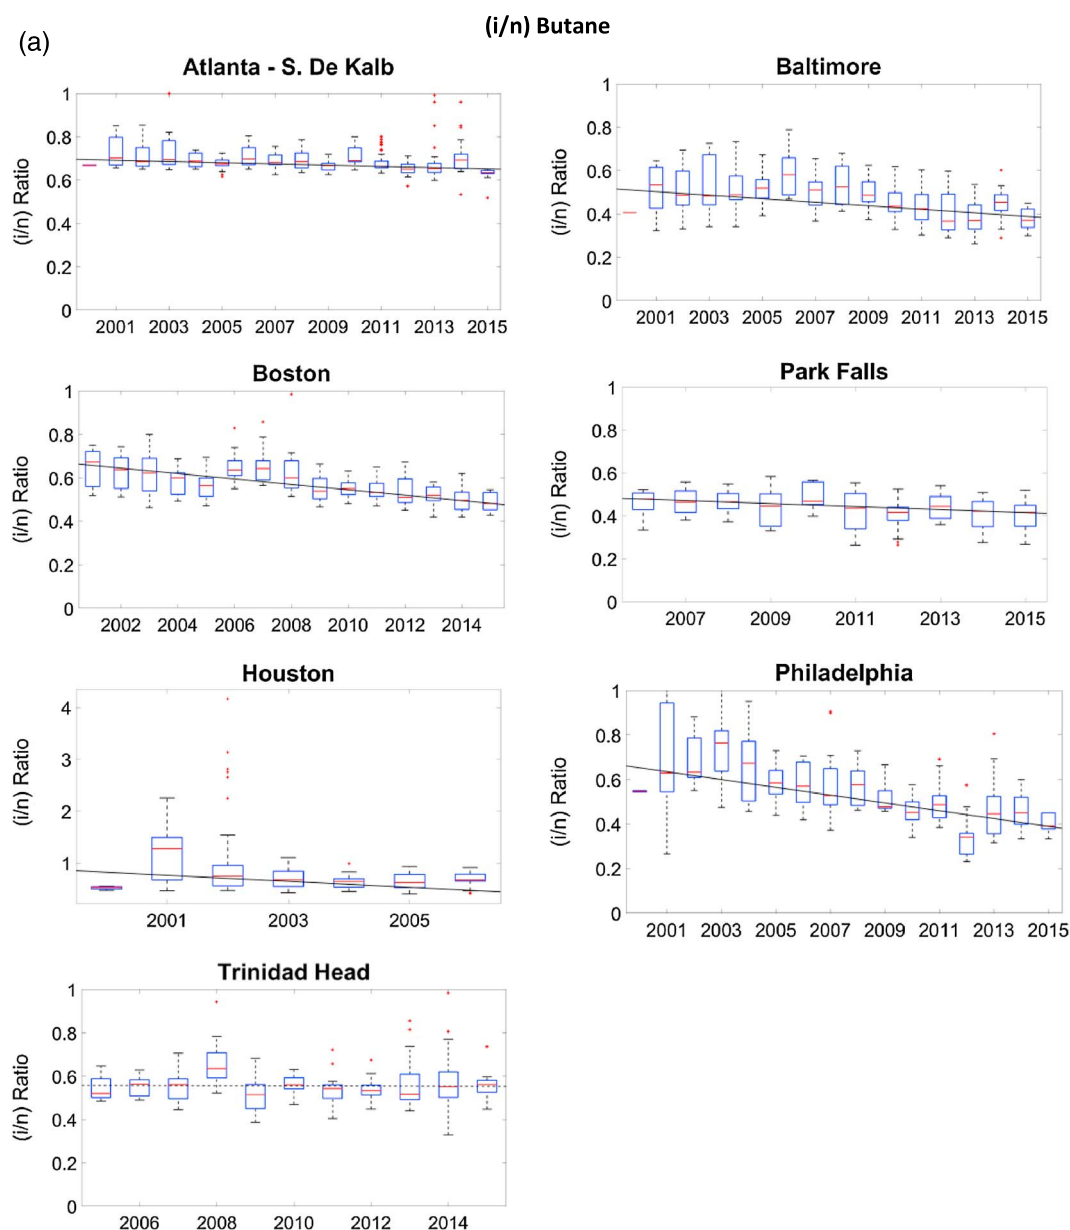 (i/n) Butane
(a)
Atlanta - S. De Kalb
1
0.8
0.6
0.4
0.2
0
(i/n) Ratio
2001 2003 2005 2007 2009 2011 2013 2015
Baltimore
1
0.8
0.6
0.4
0.2
0
(i/n) Ratio
2001 2003 2005 2007 2009 2011 2013 2015
Boston
1
0.8
0.6
0.4
0.2
0
(i/n) Ratio
2002 2004 2006 2008 2010 2012 2014
Park Falls
1
0.8
0.6
0.4
0.2
0
(i/n) Ratio
2007 2009 2011 2013 2015
Houston
4
3
2
1
(i/n) Ratio
2001 2003 2005
Philadelphia
1
0.8
0.6
0.4
0.2
0
(i/n) Ratio
2001 2003 2005 2007 2009 2011 2013 2015
Trinidad Head
1
0.8
0.6
0.4
0.2
0
(i/n) Ratio
2006 2008 2010 2012 2014